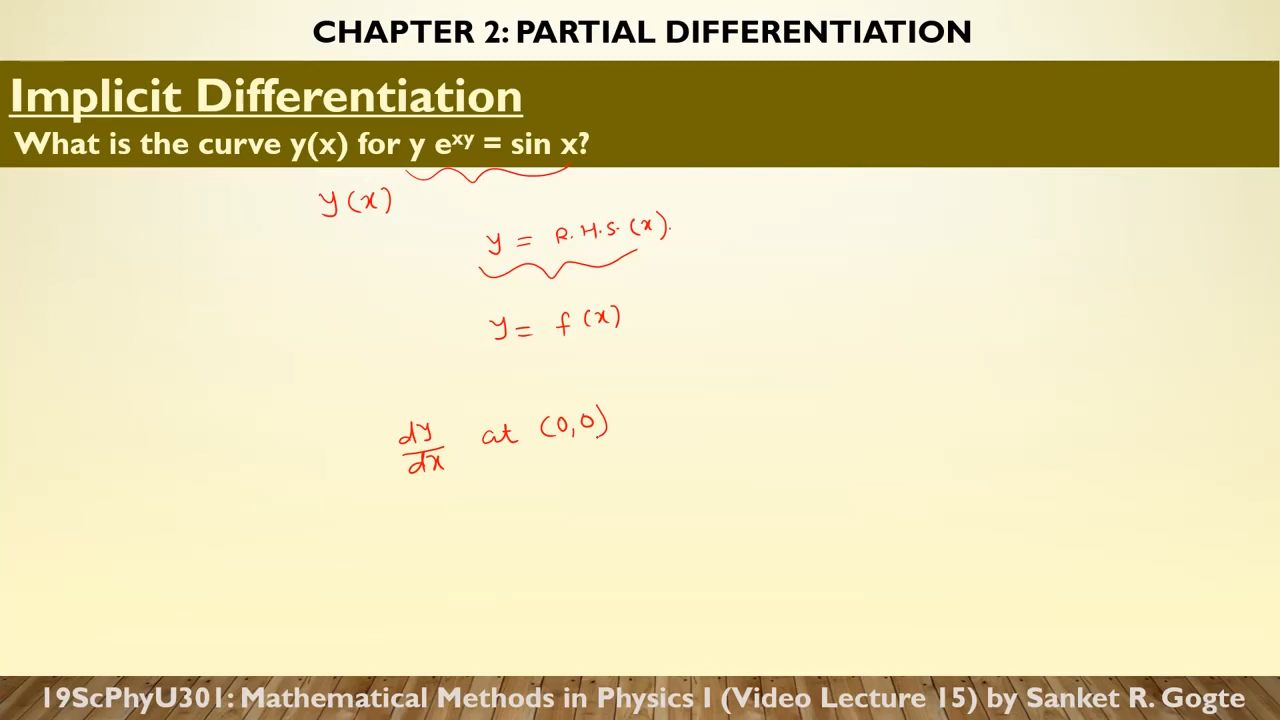 CHAPTER 2: PARTIAL DIFFERENTIATION
Implicit Differentiation
What is the curve y(x) for y eˣʸ = sin x?
y(x)
y = R.H.S.(x).
y = f(x)
dy/dx at (0,0)
19ScPhyU301: Mathematical Methods in Physics I (Video Lecture 15) by Sanket R. Gogte